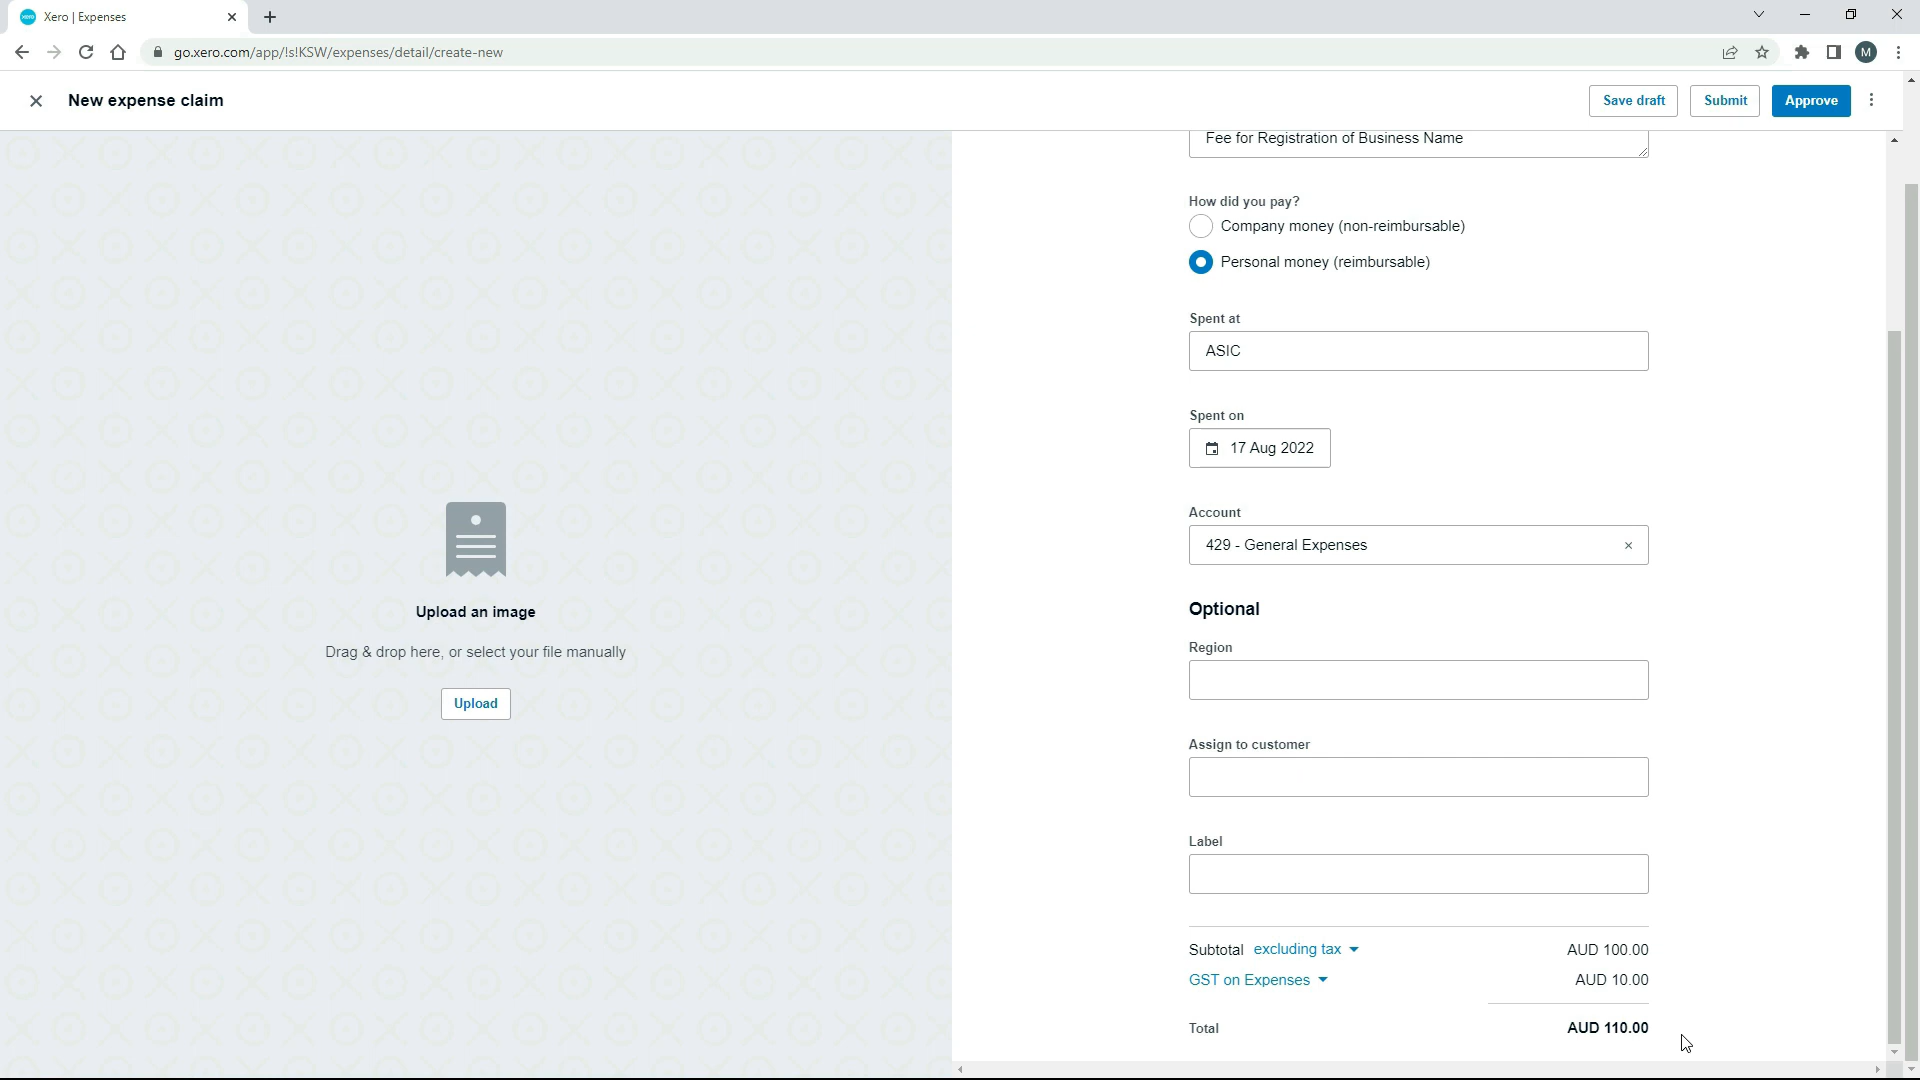 Xero | Expenses
go.xero.com/app/!s!KSW/expenses/detail/create-new
M
New expense claim
Save draft
Submit
Approve
Fee for Registration of Business Name
How did you pay?
Company money (non-reimbursable)
Personal money (reimbursable)
Spent at
ASIC
Spent on
17 Aug 2022
Account
429 - General Expenses
Upload an image
Drag & drop here, or select your file manually
Upload
Optional
Region
Assign to customer
Label
Subtotal excluding tax AUD 100.00
GST on Expenses AUD 10.00
Total AUD 110.00